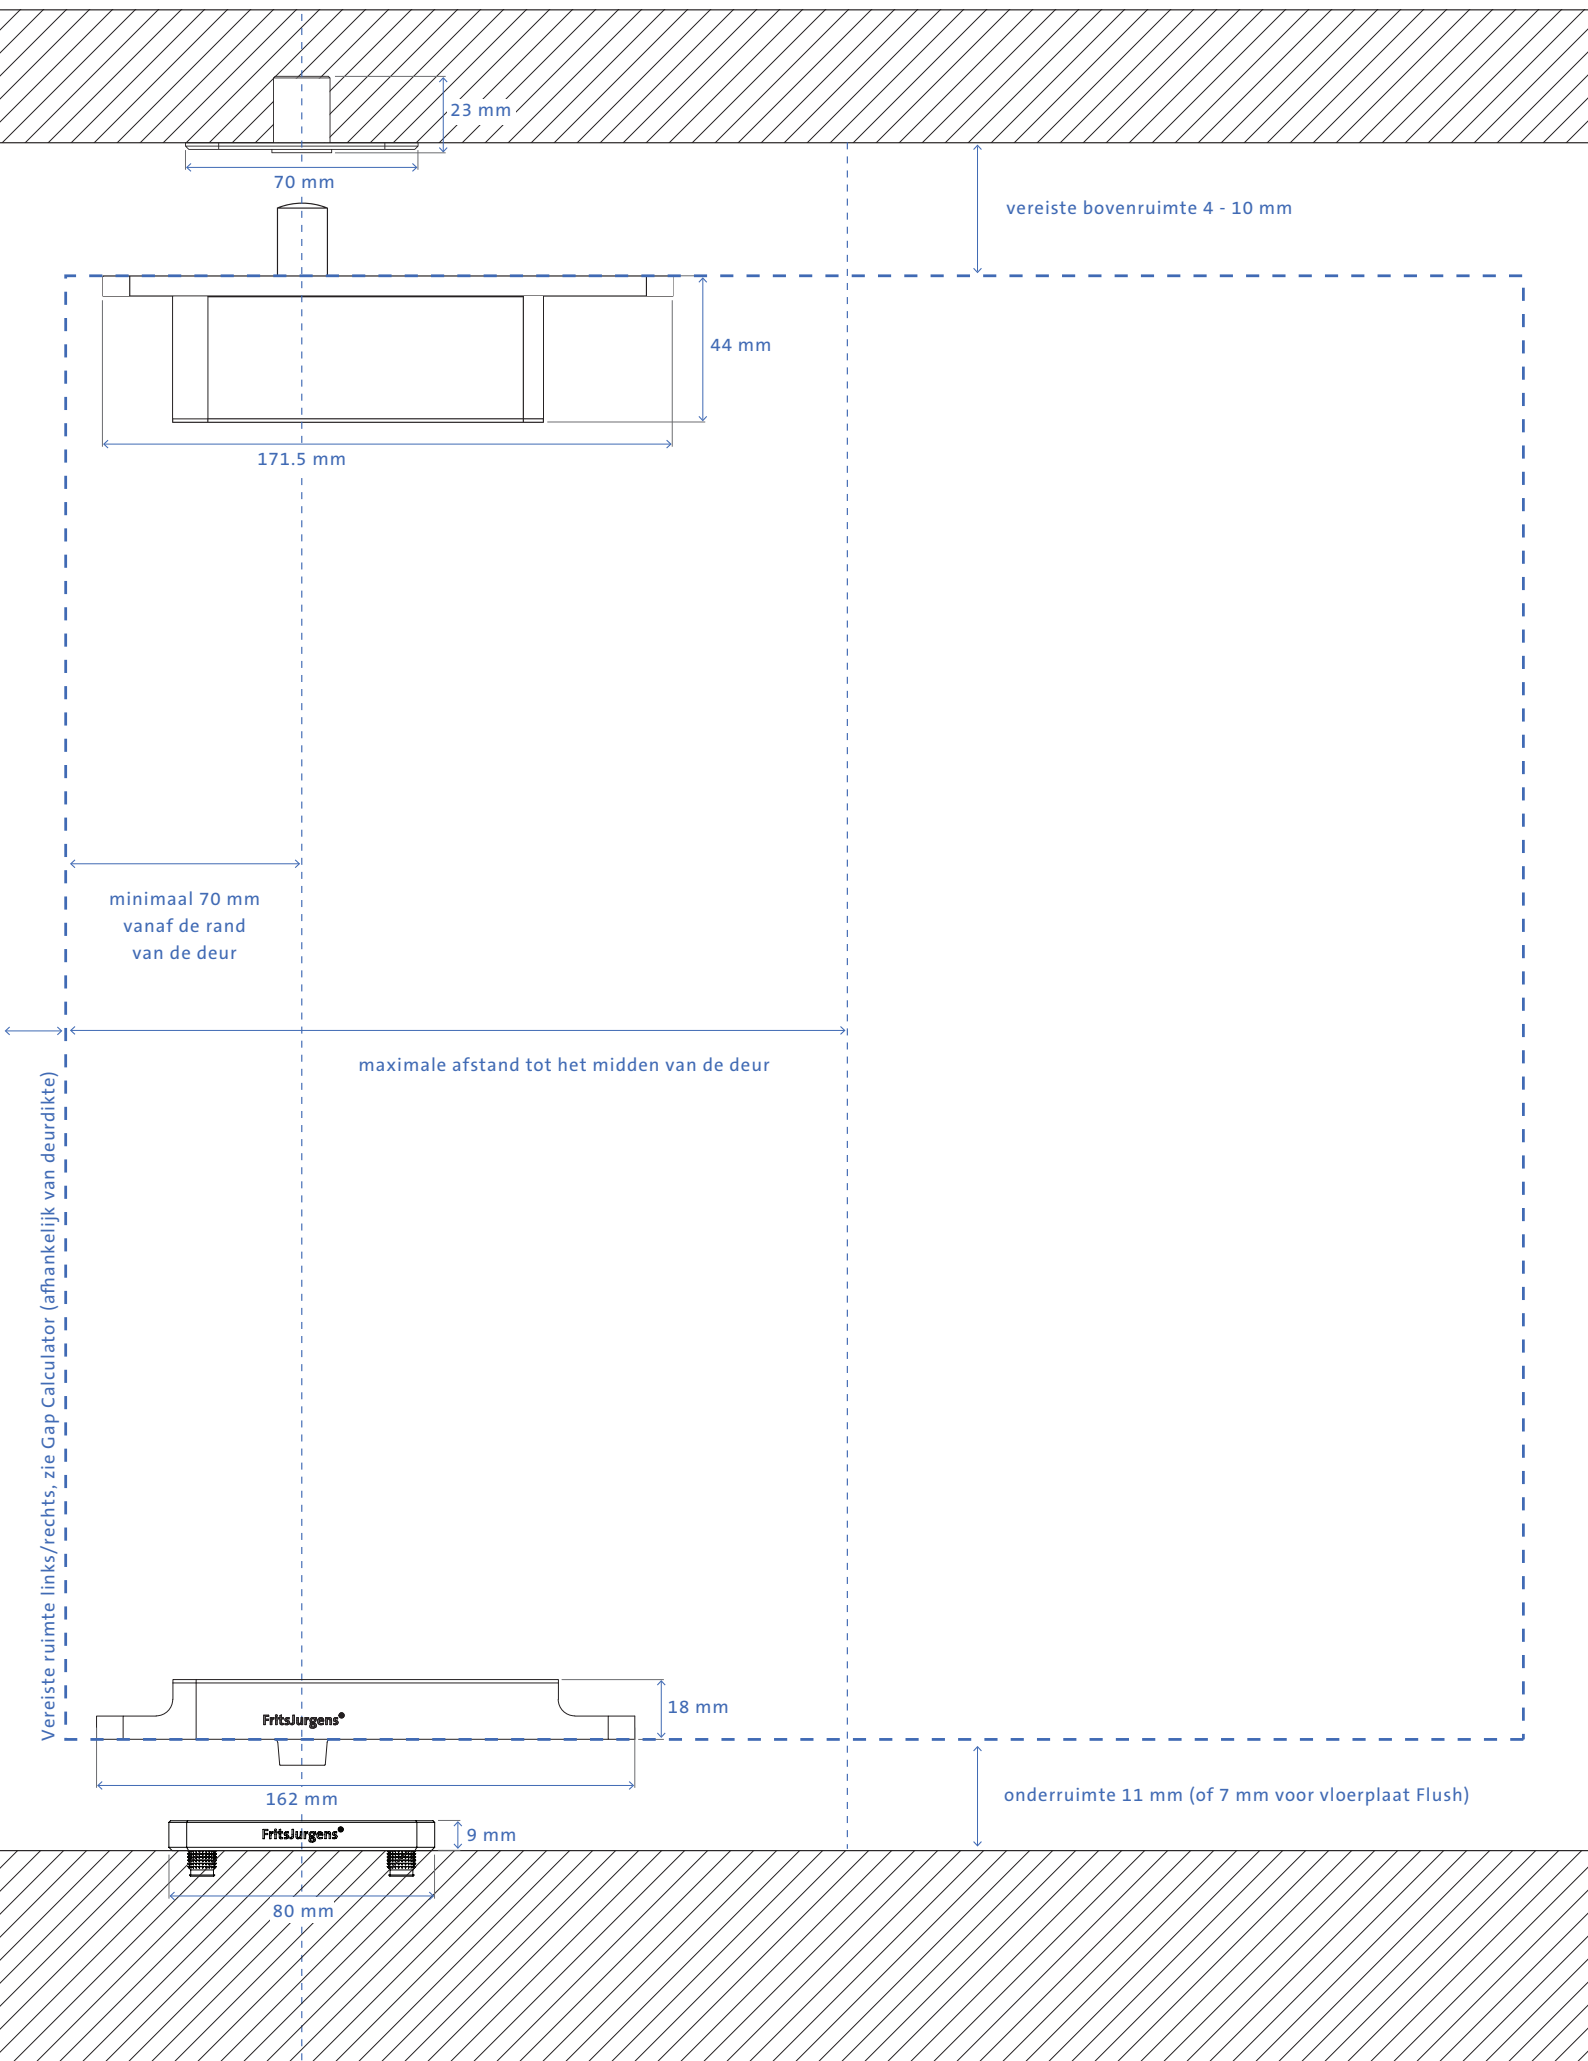 23 mm
70 mm
vereiste bovenruimte 4 - 10 mm
44 mm
171.5 mm
minimaal 70 mm
vanaf de rand
van de deur
maximale afstand tot het midden van de deur
Vereiste ruimte links/rechts, zie Gap Calculator (afhankelijk van deurdikte)
18 mm
FritsJurgens®
162 mm
onderruimte 11 mm (of 7 mm voor vloerplaat Flush)
FritsJurgens®
9 mm
80 mm